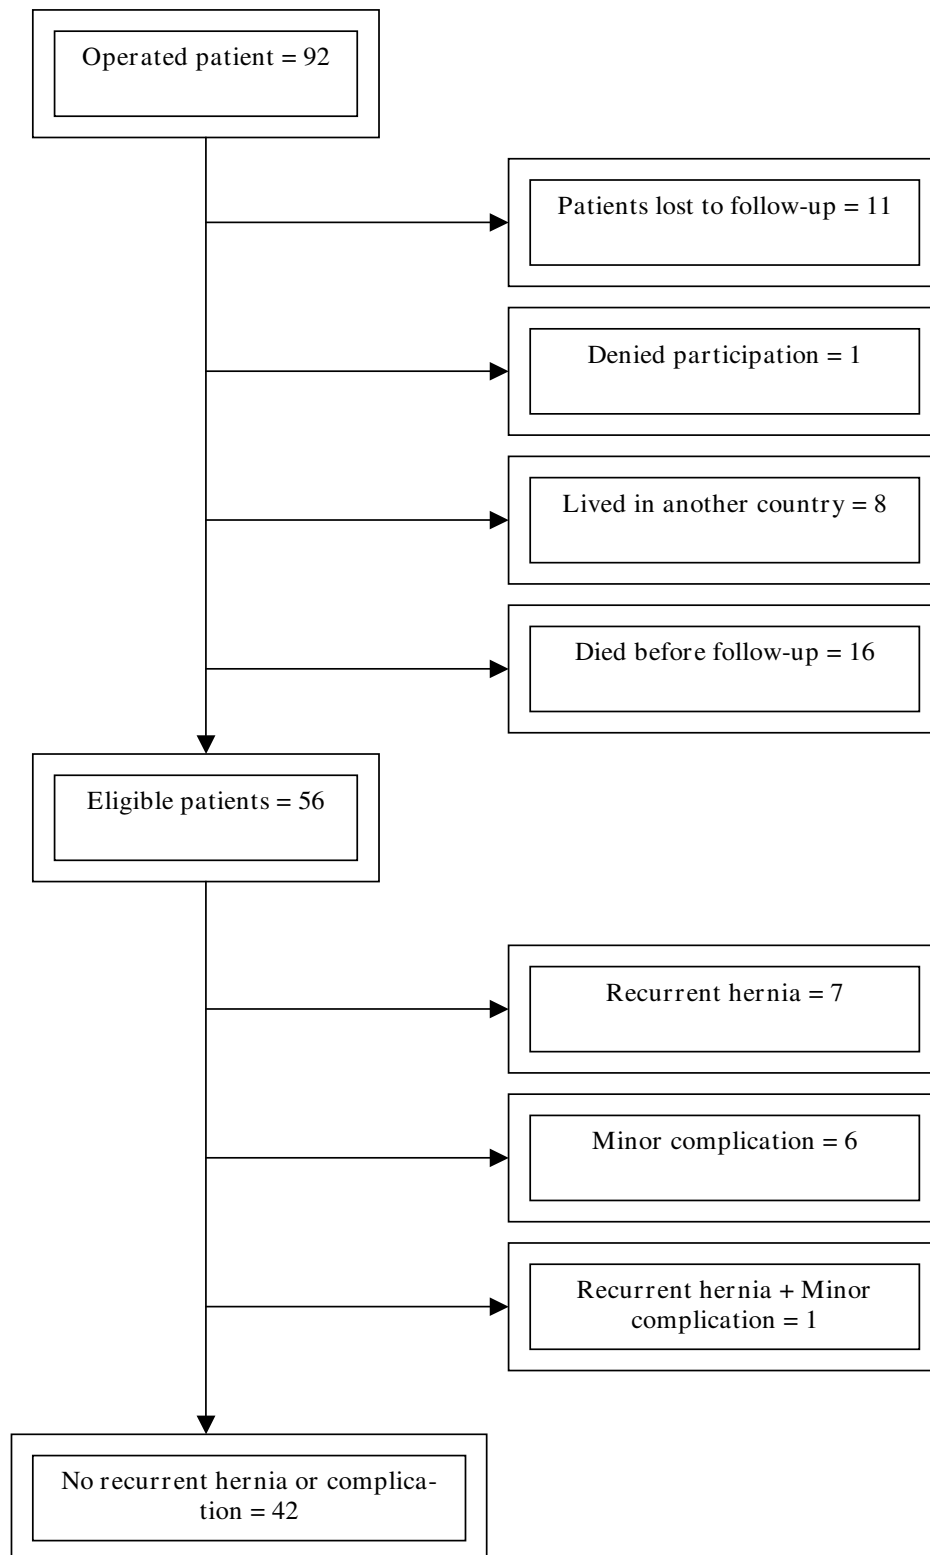 Operated patient = 92
Patients lost to follow-up = 11
Denied participation = 1
Lived in another country = 8
Died before follow-up = 16
Eligible patients = 56
Recurrent hernia = 7
Minor complication = 6
Recurrent hernia + Minor
complication = 1
No recurrent hernia or complica-
tion = 42